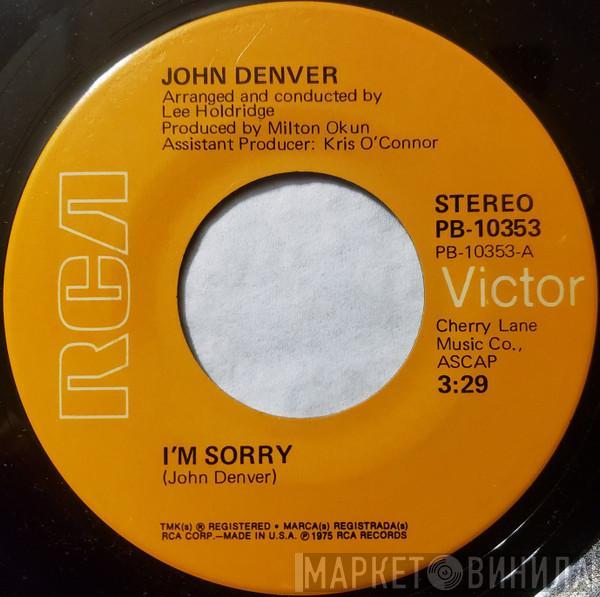 JOHN DENVER
Arranged and conducted by
Lee Holdridge
Produced by Milton Okun
Assistant Producer: Kris O'Connor
RCA
STEREO
PB-10353
PB-10353-A
Victor
Cherry Lane
Music Co.,
ASCAP
3:29
I'M SORRY
(John Denver)
TMK(s) ® REGISTERED • MARCA(s) REGISTRADA(s)
RCA CORP.—MADE IN U.S.A. ℗ 1975 RCA RECORDS
МАРКЕТ ВИНИЛА